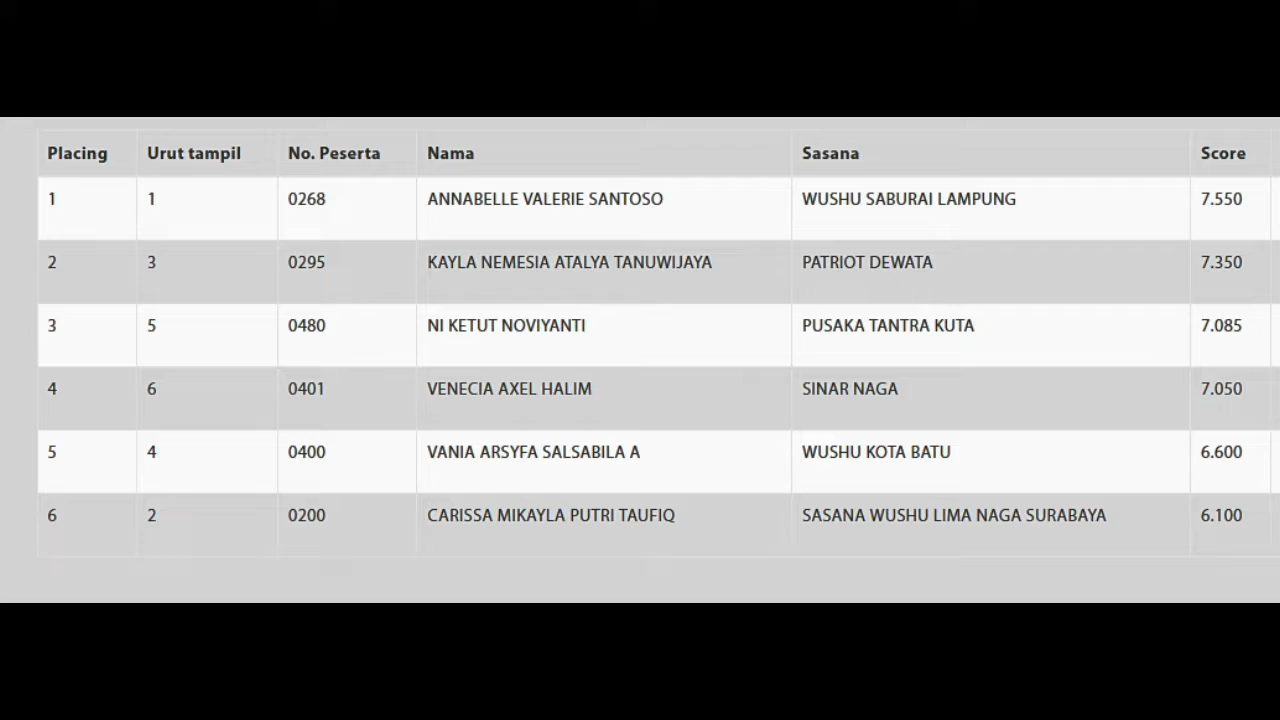 Placing Urut tampil No. Peserta Nama Sasana Score
1 1 0268 ANNABELLE VALERIE SANTOSO WUSHU SABURAI LAMPUNG 7.550
2 3 0295 KAYLA NEMESIA ATALYA TANUWIJAYA PATRIOT DEWATA 7.350
3 5 0480 NI KETUT NOVIYANTI PUSAKA TANTRA KUTA 7.085
4 6 0401 VENECIA AXEL HALIM SINAR NAGA 7.050
5 4 0400 VANIA ARSYFA SALSABILA A WUSHU KOTA BATU 6.600
6 2 0200 CARISSA MIKAYLA PUTRI TAUFIQ SASANA WUSHU LIMA NAGA SURABAYA 6.100